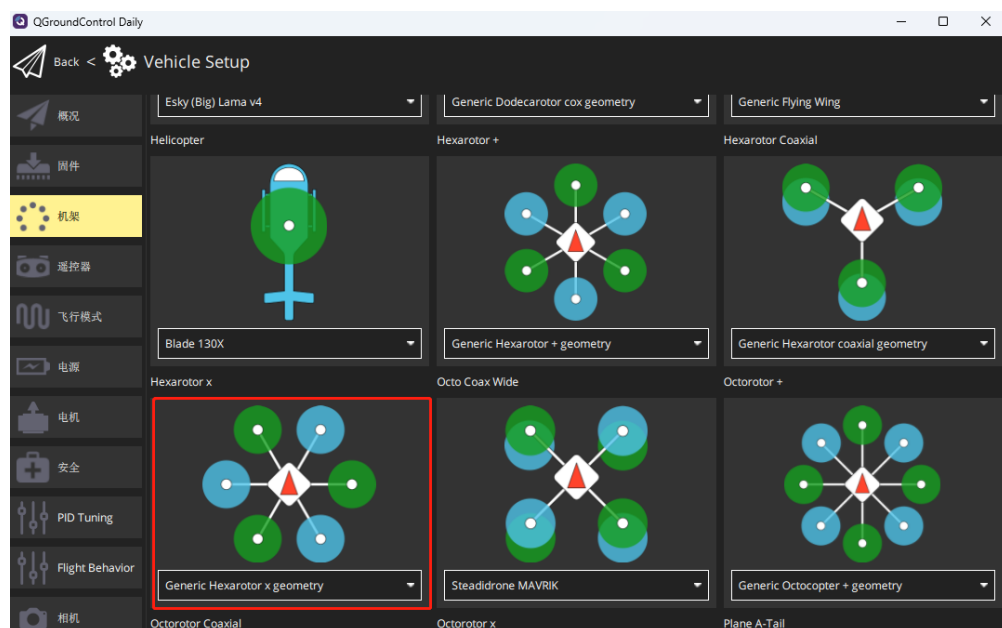 QGroundControl Daily
Back < Vehicle Setup
概况
固件
机架
遥控器
飞行模式
电源
电机
安全
PID Tuning
Flight Behavior
相机
Esky (Big) Lama v4
Generic Dodecarotor cox geometry
Generic Flying Wing
Helicopter
Hexarotor +
Hexarotor Coaxial
Blade 130X
Generic Hexarotor + geometry
Generic Hexarotor coaxial geometry
Hexarotor x
Octo Coax Wide
Octorotor +
Generic Hexarotor x geometry
Steadidrone MAVRIK
Generic Octocopter + geometry
Octorotor Coaxial
Octorotor x
Plane A-Tail